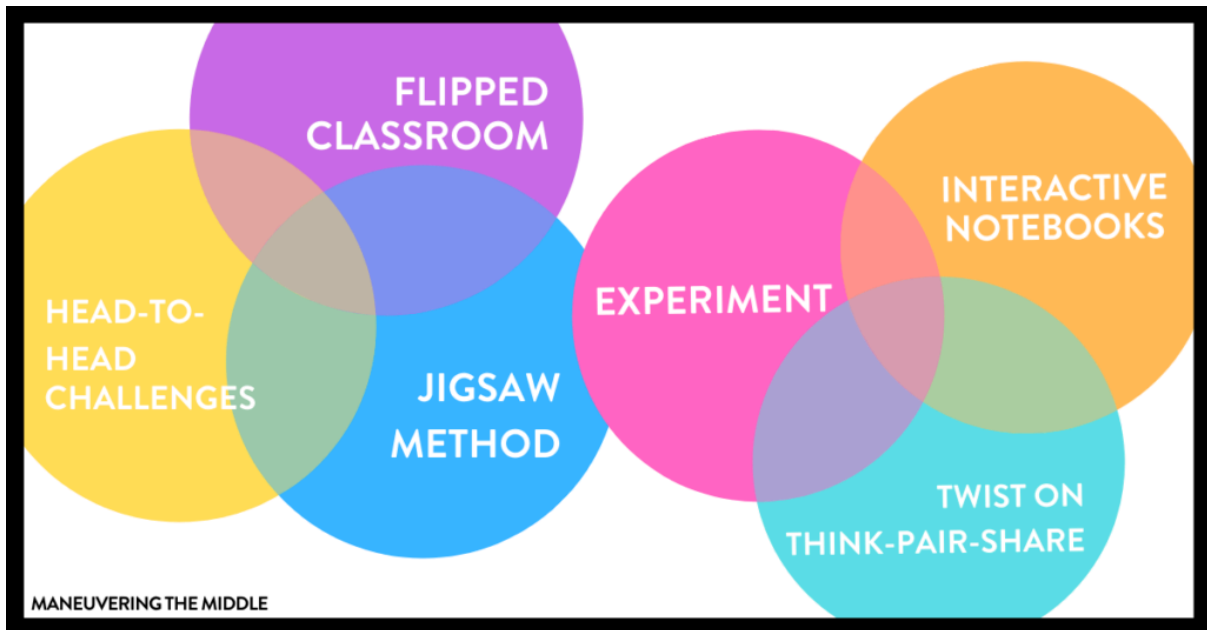 FLIPPED
CLASSROOM
HEAD-TO-
HEAD
CHALLENGES
JIGSAW
METHOD
EXPERIMENT
INTERACTIVE
NOTEBOOKS
TWIST ON
THINK-PAIR-SHARE
MANEUVERING THE MIDDLE